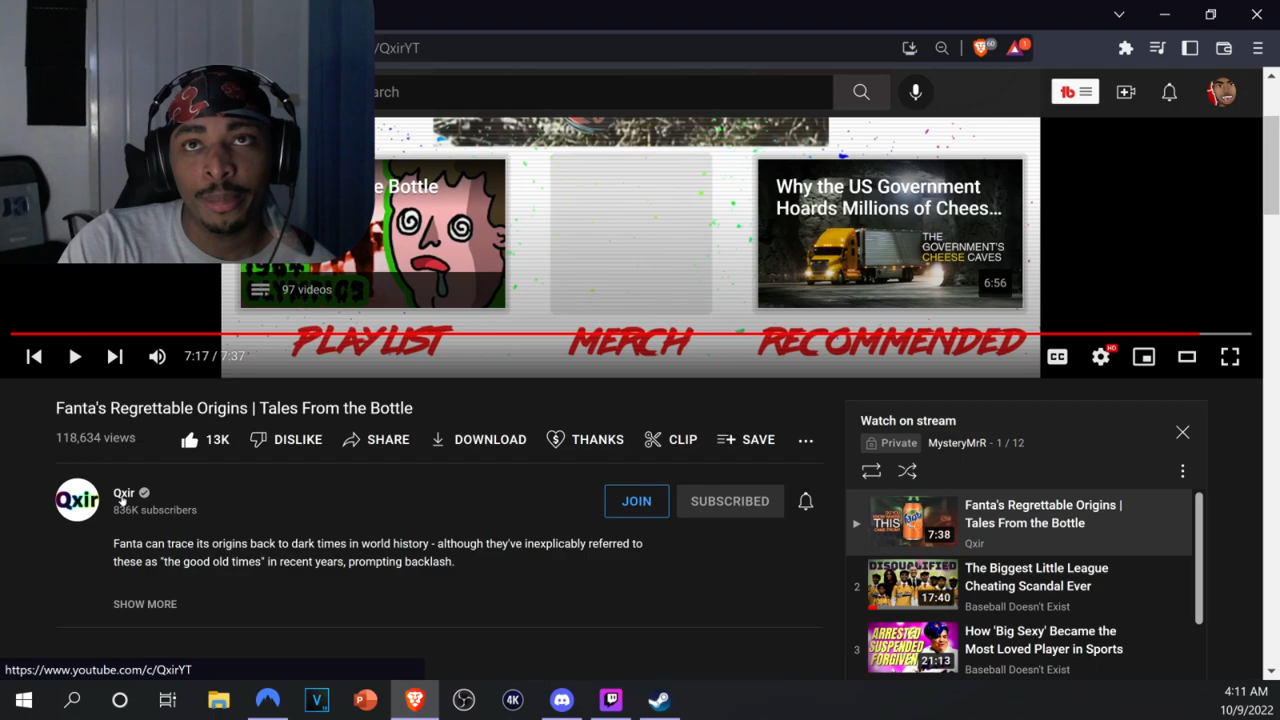 /QxirYT
60
1
arch
e Bottle
97 videos
Why the US Government
Hoards Millions of Chees...
THE
GOVERNMENT'S
CHEESE CAVES
6:56
PLAYLIST
MERCH
RECOMMENDED
7:17 / 7:37
CC
HD
Fanta's Regrettable Origins | Tales From the Bottle
118,634 views
13K
DISLIKE
SHARE
DOWNLOAD
THANKS
CLIP
SAVE
...
Qxir
Qxir
836K subscribers
JOIN
SUBSCRIBED
Fanta can trace its origins back to dark times in world history - although they've inexplicably referred to
these as "the good old times" in recent years, prompting backlash.
SHOW MORE
Watch on stream
Private MysteryMrR - 1 / 12
THIS
7:38
Fanta's Regrettable Origins |
Tales From the Bottle
Qxir
2
DISQUALIFIED
17:40
The Biggest Little League
Cheating Scandal Ever
Baseball Doesn't Exist
3
ARRESTED
SUSPENDED
FORGIVEN
21:13
How 'Big Sexy' Became the
Most Loved Player in Sports
Baseball Doesn't Exist
https://www.youtube.com/c/QxirYT
4K
4:11 AM
10/9/2022